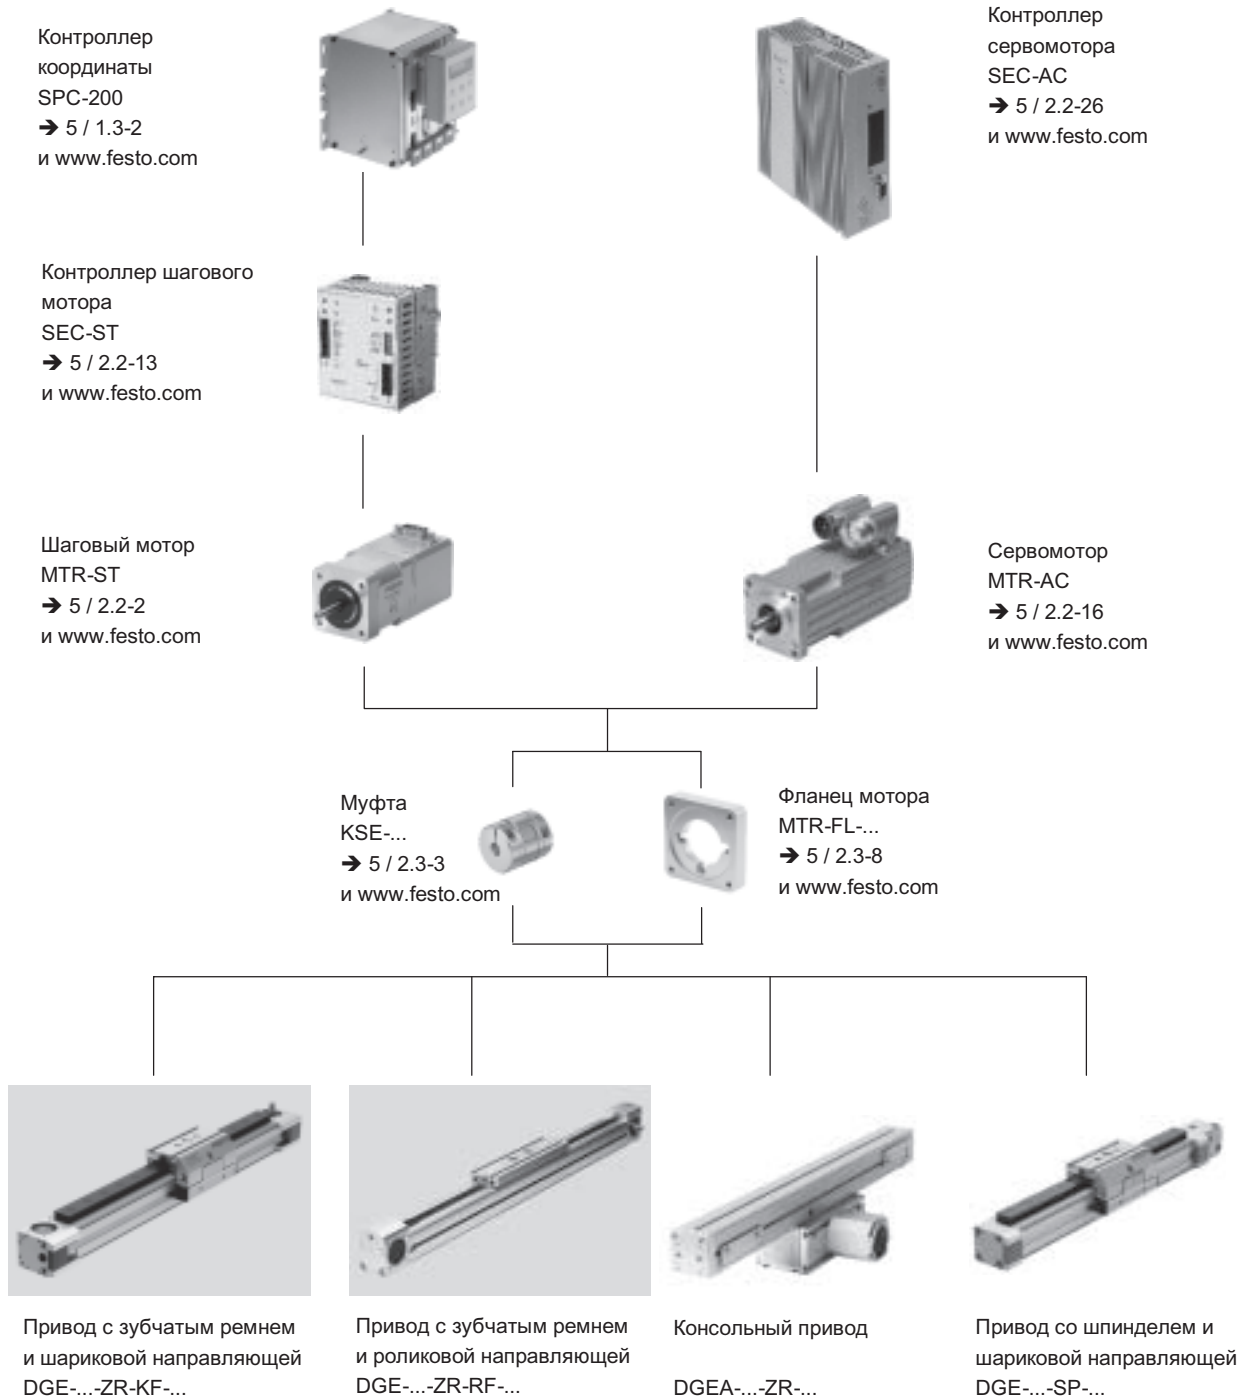 Контроллер
координаты
SPC-200
➔ 5 / 1.3-2
и www.festo.com
Контроллер
сервомотора
SEC-AC
➔ 5 / 2.2-26
и www.festo.com
Контроллер шагового
мотора
SEC-ST
➔ 5 / 2.2-13
и www.festo.com
Шаговый мотор
MTR-ST
➔ 5 / 2.2-2
и www.festo.com
Сервомотор
MTR-AC
➔ 5 / 2.2-16
и www.festo.com
Муфта
KSE-...
➔ 5 / 2.3-3
и www.festo.com
Фланец мотора
MTR-FL-...
➔ 5 / 2.3-8
и www.festo.com
Привод с зубчатым ремнем
и шариковой направляющей
DGE-...-ZR-KF-...
Привод с зубчатым ремнем
и роликовой направляющей
DGE-...-ZR-RF-...
Консольный привод
DGEA-...-ZR-...
Привод со шпинделем и
шариковой направляющей
DGE-...-SP-...